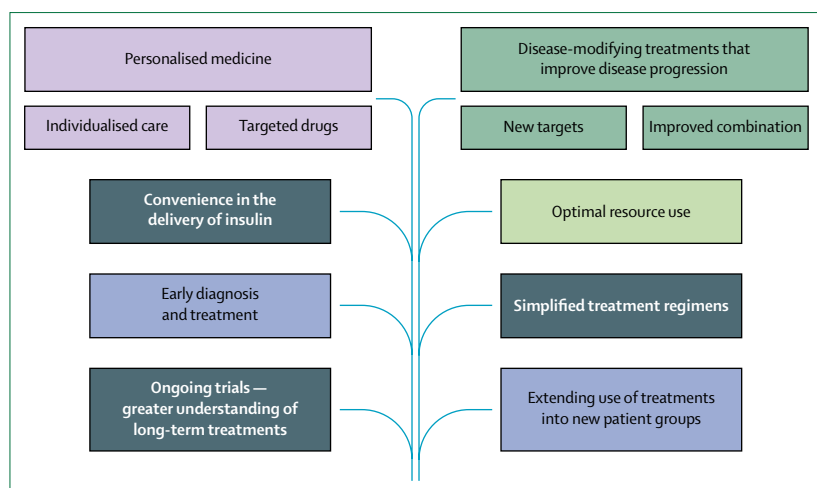 Personalised medicine
Individualised care
Targeted drugs
Disease-modifying treatments that
improve disease progression
New targets
Improved combination
Convenience in the
delivery of insulin
Optimal resource use
Early diagnosis
and treatment
Simplified treatment regimens
Ongoing trials —
greater understanding of
long-term treatments
Extending use of treatments
into new patient groups